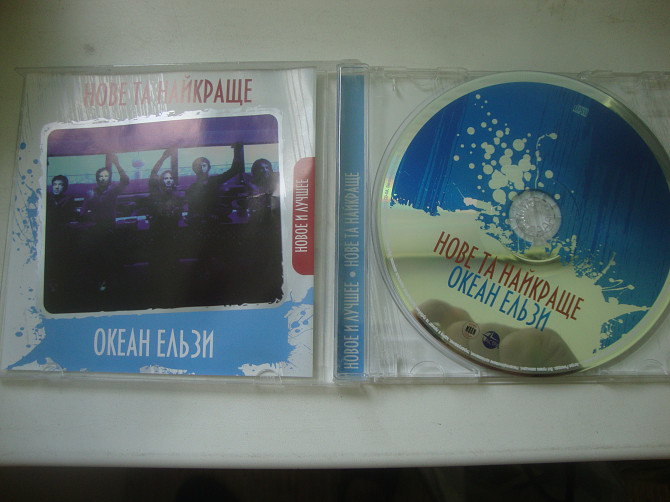 НОВЕ ТА НАЙКРАЩЕ
НОВОЕ И ЛУЧШЕЕ
ОКЕАН ЕЛЬЗИ
НОВОЕ И ЛУЧШЕЕ • НОВЕ ТА НАЙКРАЩЕ
НОВЕ ТА НАЙКРАЩЕ
ОКЕАН ЕЛЬЗИ